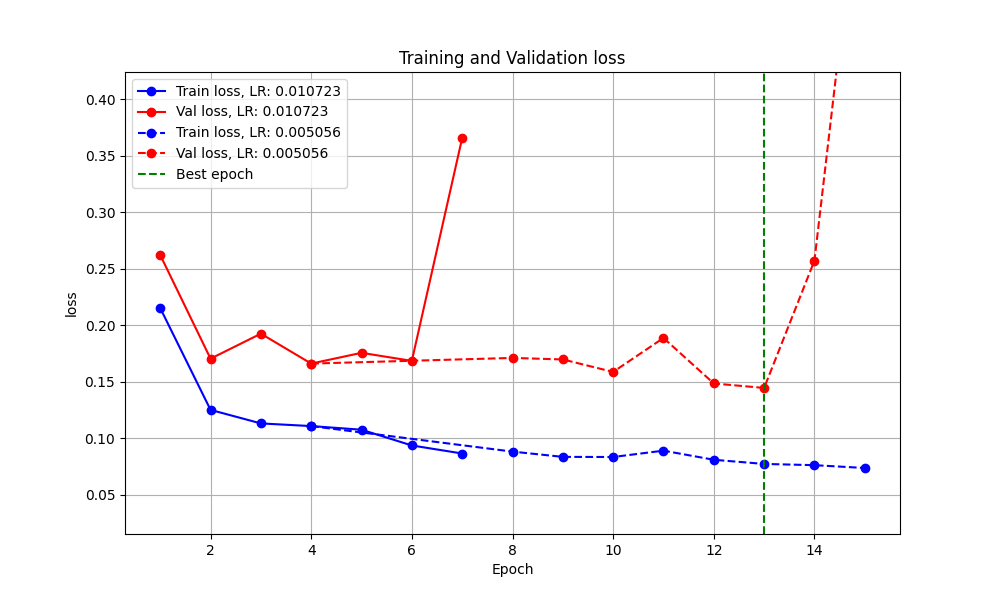 Training and Validation loss
Train loss, LR: 0.010723
Val loss, LR: 0.010723
Train loss, LR: 0.005056
Val loss, LR: 0.005056
Best epoch
loss
0.40
0.35
0.30
0.25
0.20
0.15
0.10
0.05
2 4 6 8 10 12 14
Epoch